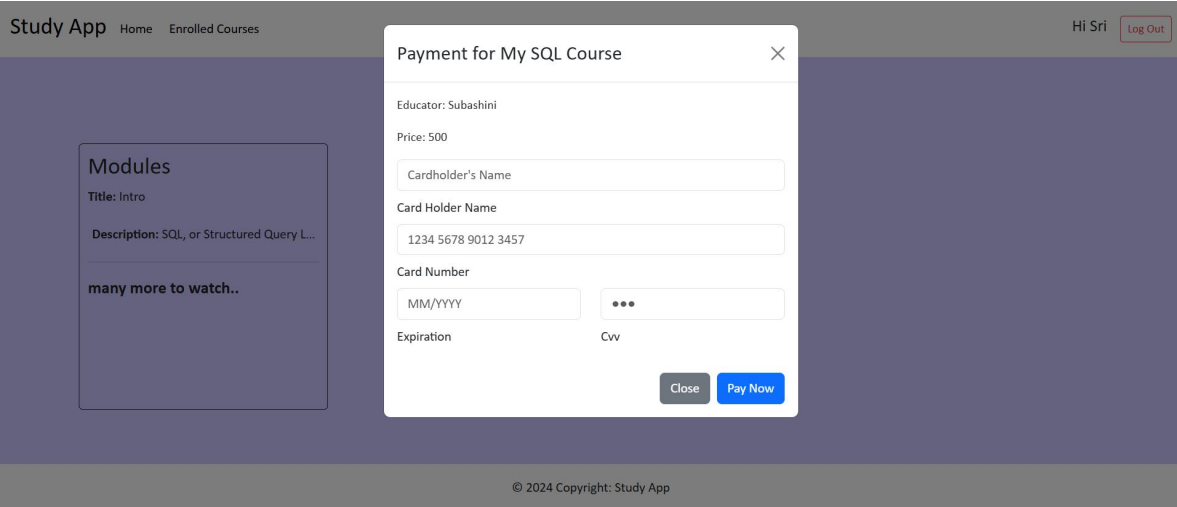 Study App Home Enrolled Courses Hi Sri Log Out
Payment for My SQL Course
Educator: Subashini
Price: 500
Cardholder's Name
Card Holder Name
1234 5678 9012 3457
Card Number
MM/YYYY ●●●
Expiration Cvv
Close Pay Now
Modules
Title: Intro
Description: SQL, or Structured Query L...
many more to watch..
© 2024 Copyright: Study App